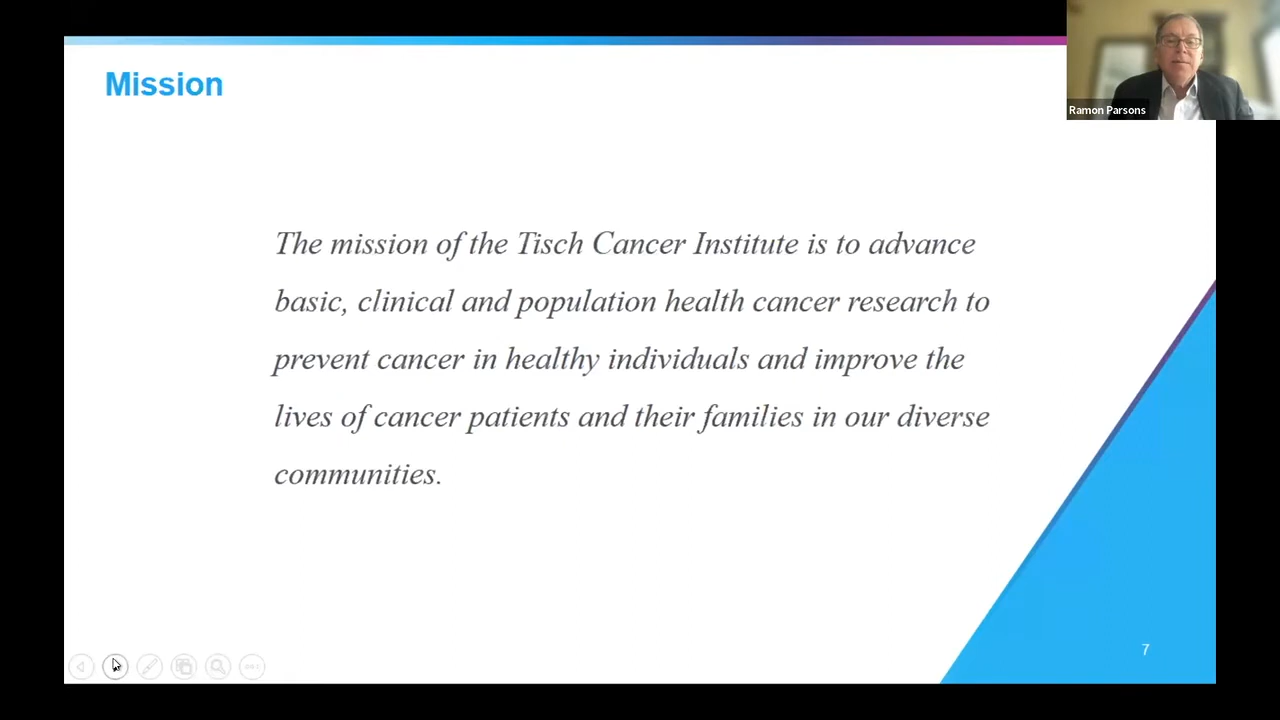 Mission
Ramon Parsons
The mission of the Tisch Cancer Institute is to advance
basic, clinical and population health cancer research to
prevent cancer in healthy individuals and improve the
lives of cancer patients and their families in our diverse
communities.
7